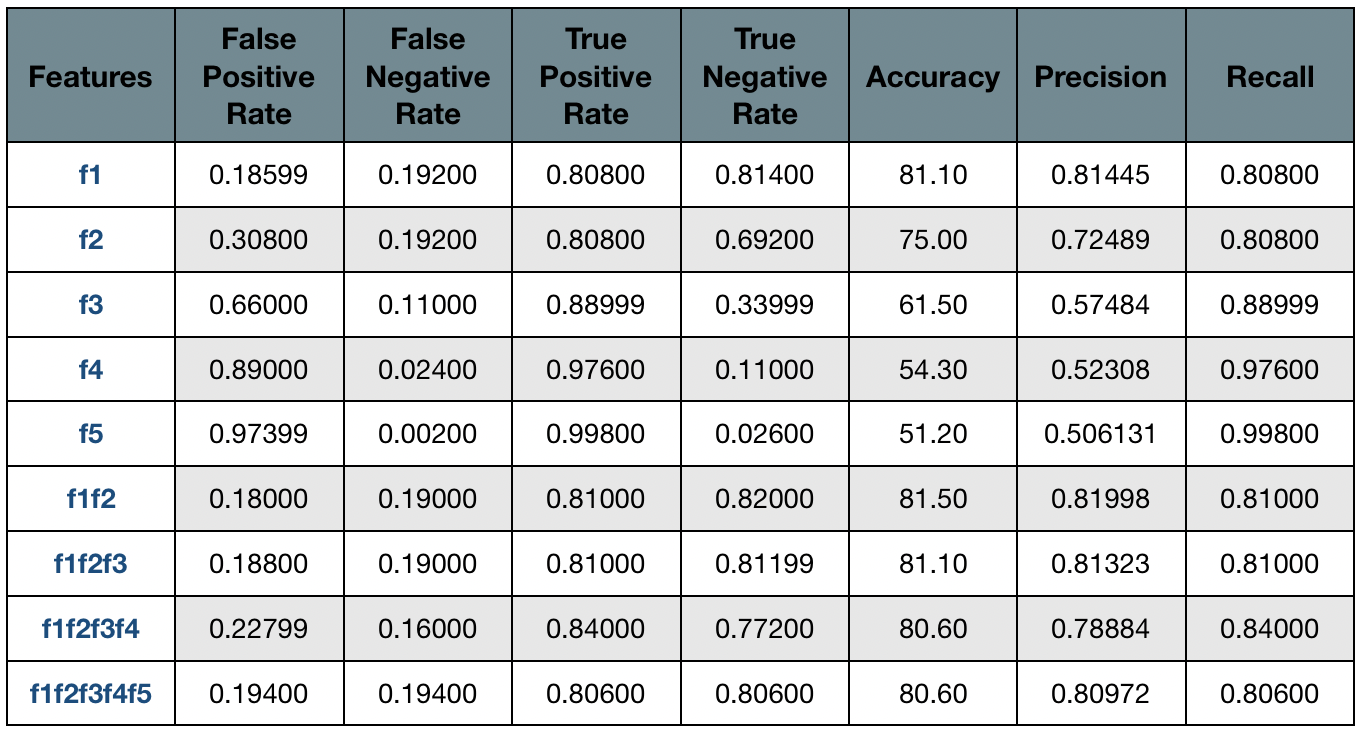 Features False Positive Rate False Negative Rate True Positive Rate True Negative Rate Accuracy Precision Recall
f1 0.18599 0.19200 0.80800 0.81400 81.10 0.81445 0.80800
f2 0.30800 0.19200 0.80800 0.69200 75.00 0.72489 0.80800
f3 0.66000 0.11000 0.88999 0.33999 61.50 0.57484 0.88999
f4 0.89000 0.02400 0.97600 0.11000 54.30 0.52308 0.97600
f5 0.97399 0.00200 0.99800 0.02600 51.20 0.506131 0.99800
f1f2 0.18000 0.19000 0.81000 0.82000 81.50 0.81998 0.81000
f1f2f3 0.18800 0.19000 0.81000 0.81199 81.10 0.81323 0.81000
f1f2f3f4 0.22799 0.16000 0.84000 0.77200 80.60 0.78884 0.84000
f1f2f3f4f5 0.19400 0.19400 0.80600 0.80600 80.60 0.80972 0.80600